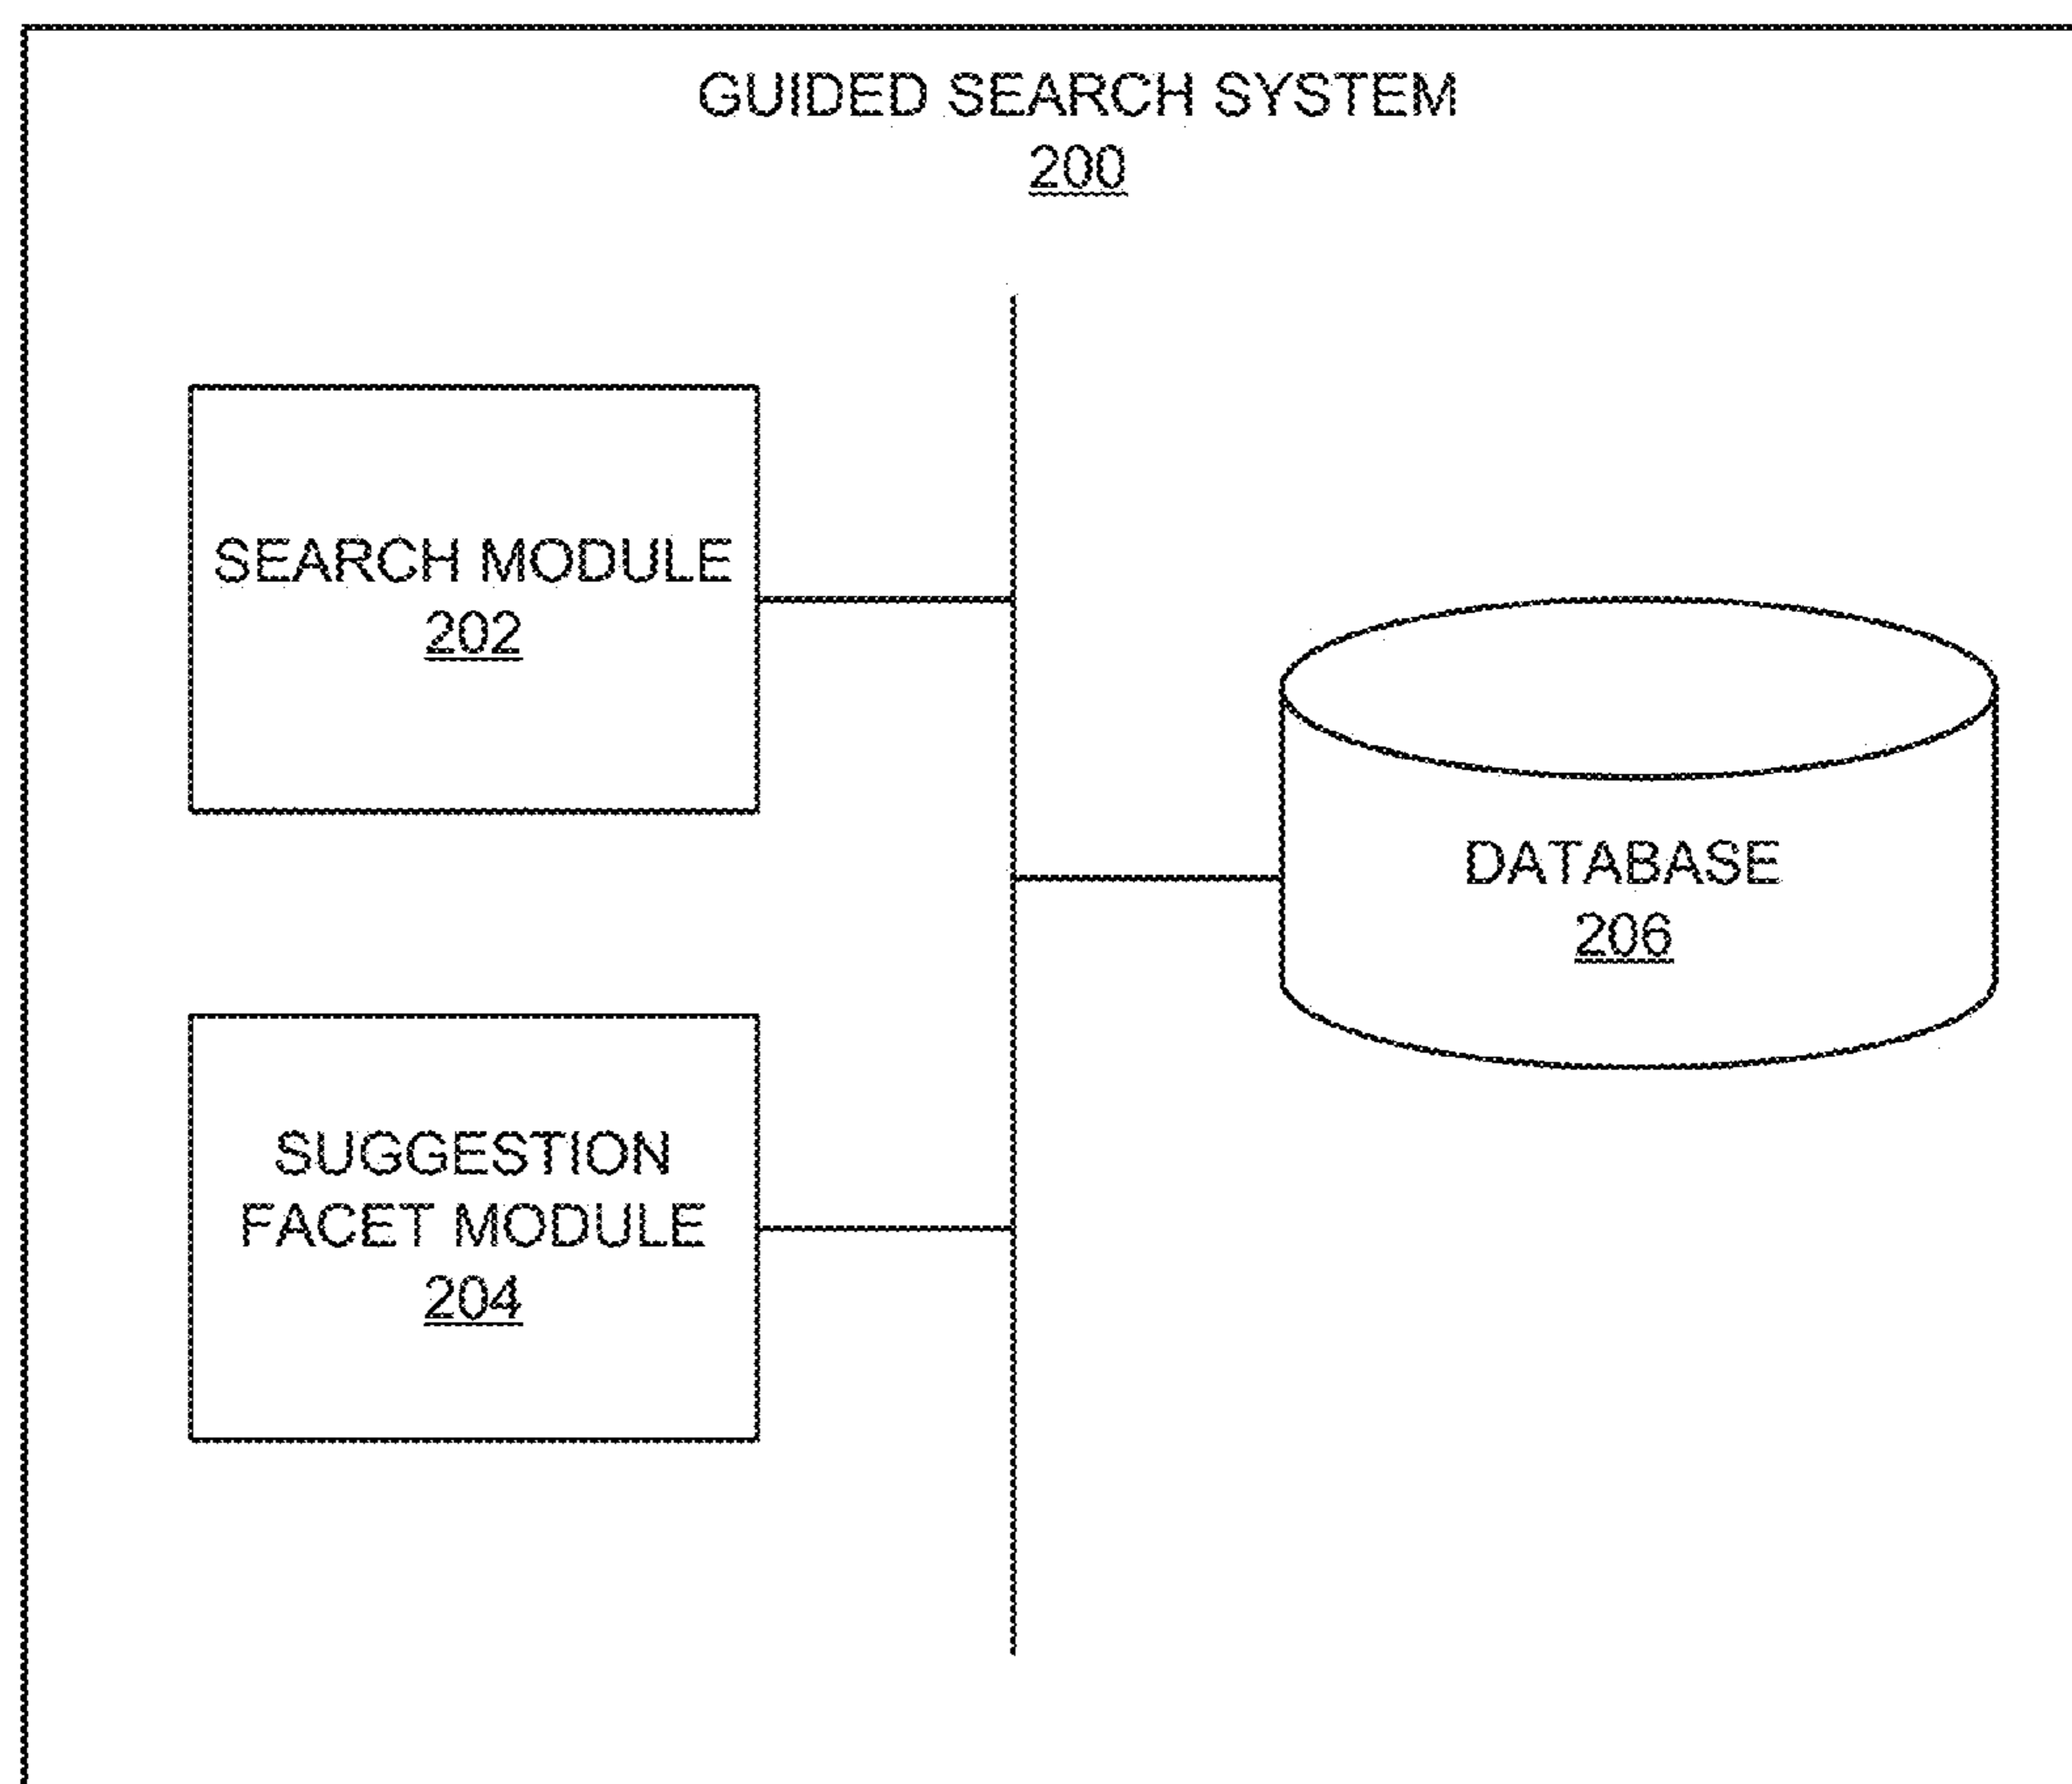 GUIDED SEARCH SYSTEM
200
SEARCH MODULE
202
DATABASE
206
SUGGESTION
FACET MODULE
204